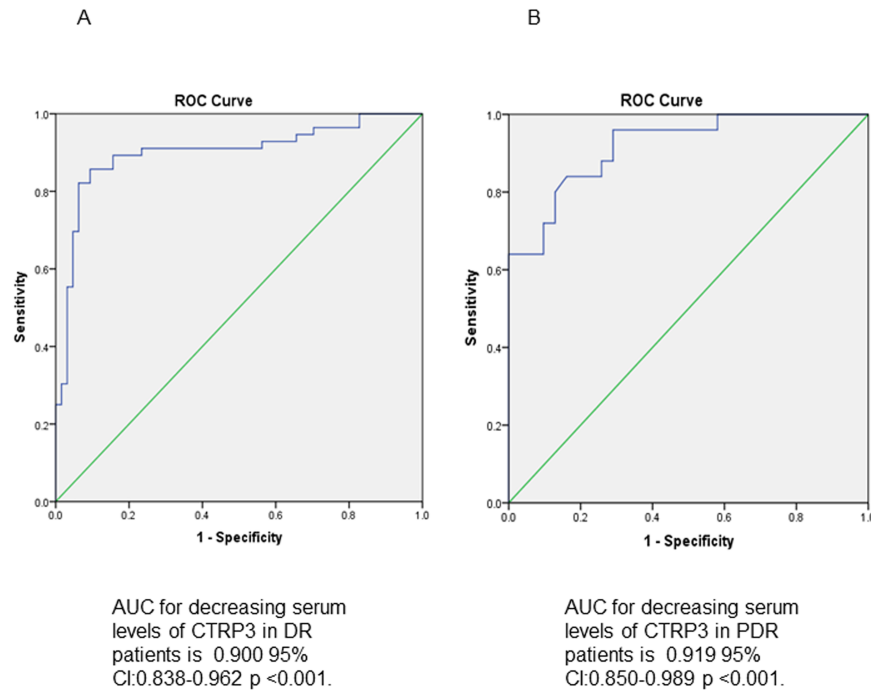 A
B
ROC Curve
1.0
0.8
0.6
0.4
0.2
0.0
Sensitivity
0.0
0.2
0.4
0.6
0.8
1.0
1 - Specificity
AUC for decreasing serum
levels of CTRP3 in DR
patients is 0.900 95%
CI:0.838-0.962 p <0.001.
ROC Curve
1.0
0.8
0.6
0.4
0.2
0.0
Sensitivity
0.0
0.2
0.4
0.6
0.8
1.0
1 - Specificity
AUC for decreasing serum
levels of CTRP3 in PDR
patients is 0.919 95%
CI:0.850-0.989 p <0.001.